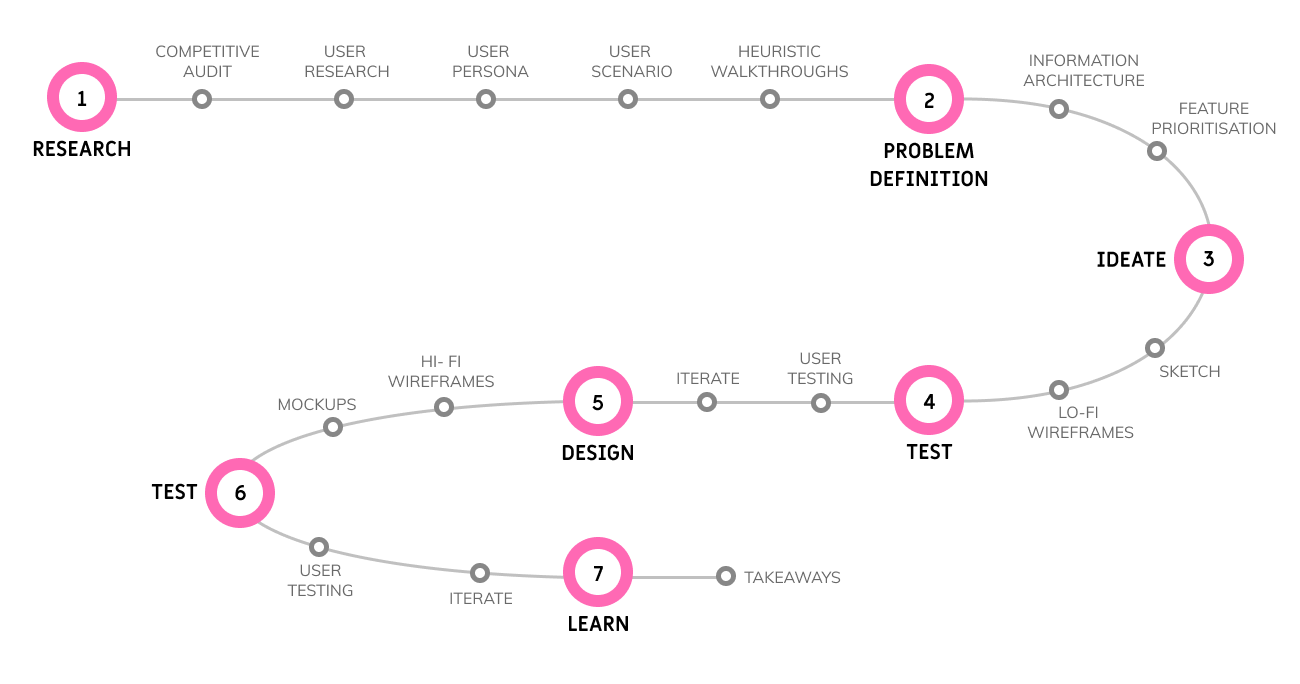 1
RESEARCH
COMPETITIVE
AUDIT
USER
RESEARCH
USER
PERSONA
USER
SCENARIO
HEURISTIC
WALKTHROUGHS
2
PROBLEM
DEFINITION
INFORMATION
ARCHITECTURE
FEATURE
PRIORITISATION
IDEATE
3
SKETCH
LO-FI
WIREFRAMES
4
TEST
USER
TESTING
ITERATE
5
DESIGN
HI- FI
WIREFRAMES
MOCKUPS
TEST
6
USER
TESTING
ITERATE
7
LEARN
TAKEAWAYS